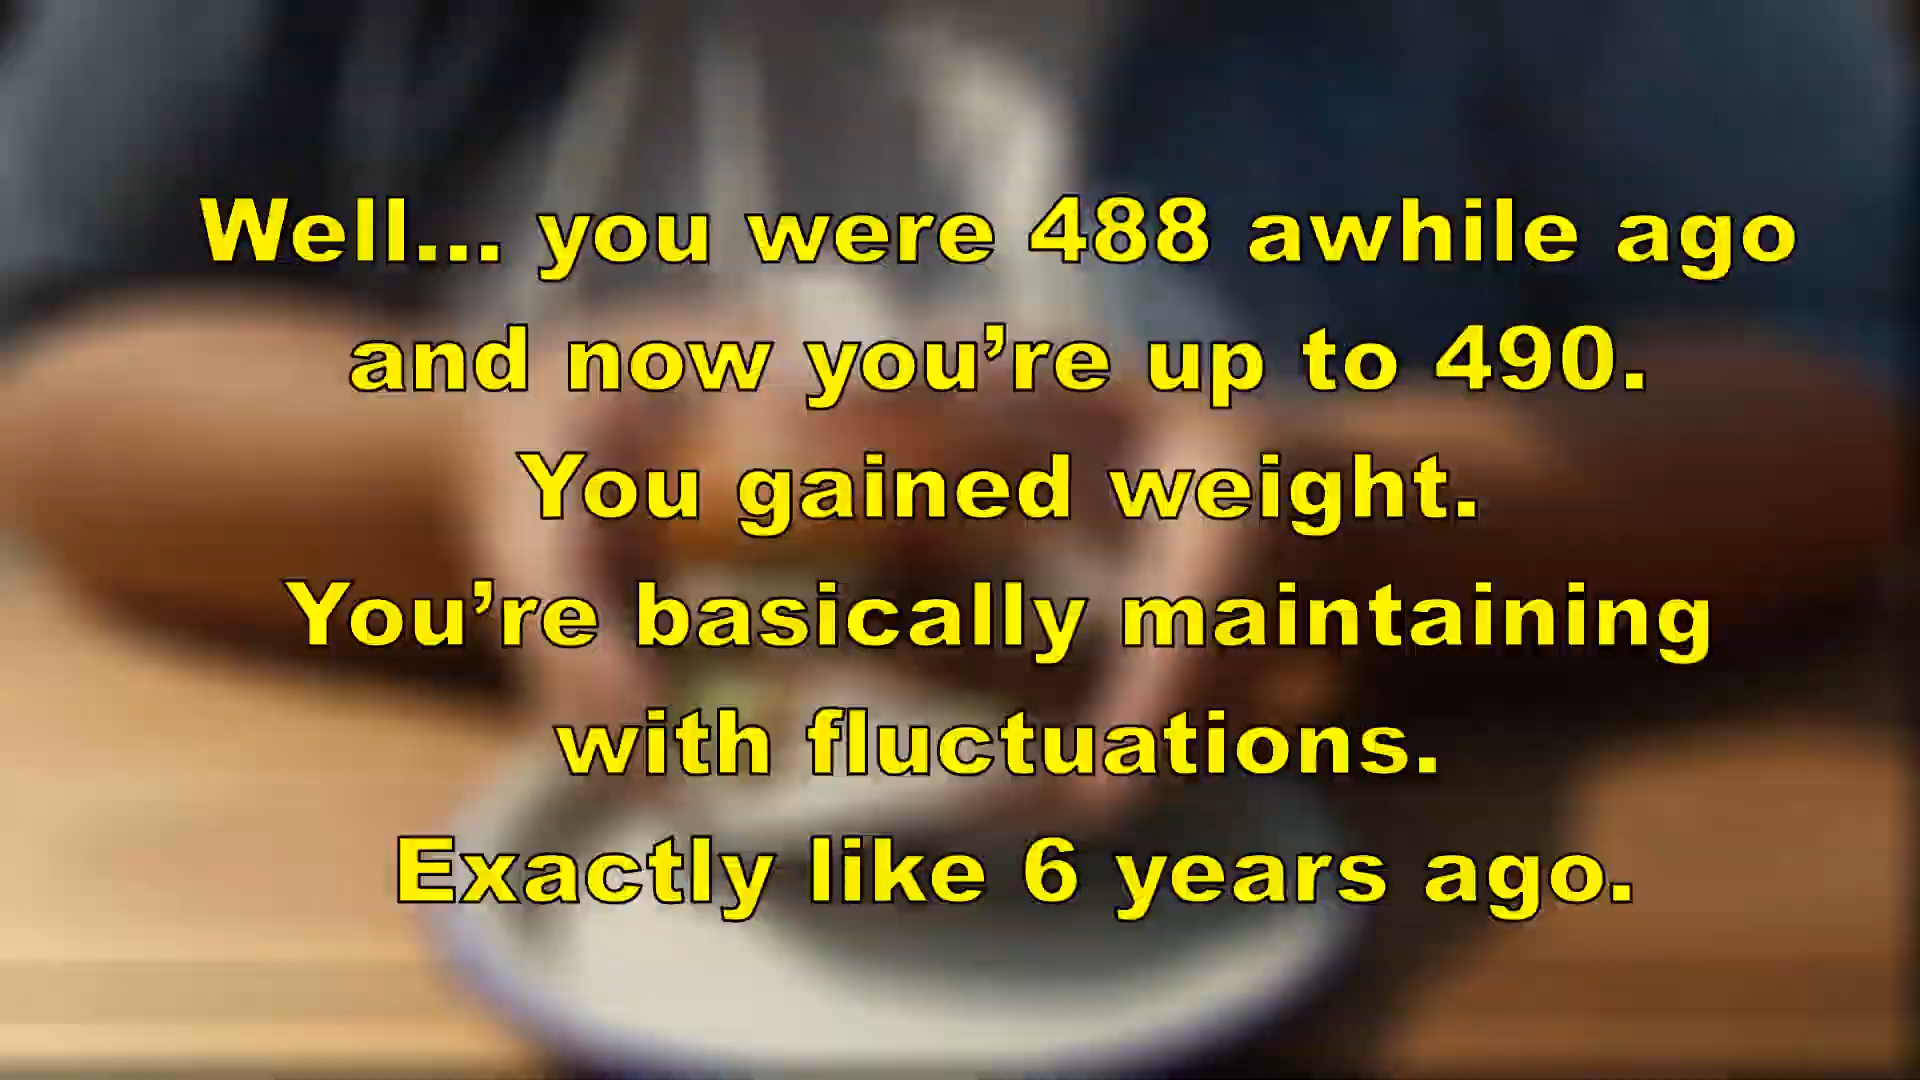 Well... you were 488 awhile ago
and now you’re up to 490.
You gained weight.
You’re basically maintaining
with fluctuations.
Exactly like 6 years ago.